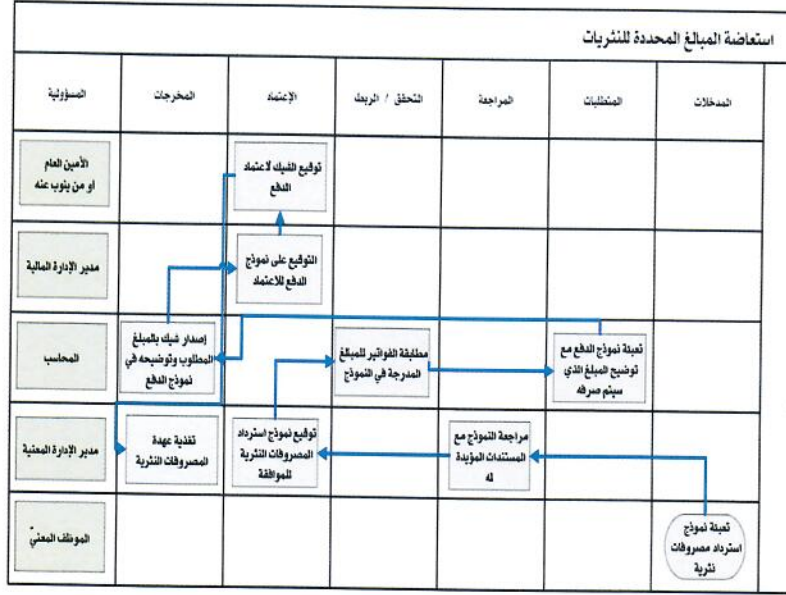 استعاضة المبالغ المحددة للنثريات
المدخلات
المتطلبات
المراجعة
التحقق / الربط
الإعتماد
المخرجات
المسؤولية
توقيع الشيك لاعتماد
الدفع
الأمين العام
او من ينوب عنه
التوقيع على نموذج
الدفع للاعتماد
مدير الإدارة المالية
تعبئة نموذج الدفع مع
توضيح المبلغ الذي
سيتم صرفه
مطابقة الفواتير للمبالغ
المدرجة في النموذج
إصدار شيك بالمبلغ
المطلوب وتوضيحه في
نموذج الدفع
المحاسب
مراجعة النموذج مع
المستندات المؤيدة
له
توقيع نموذج استرداد
المصروفات النثرية
للموافقة
تغذية عهدة
المصروفات النثرية
مدير الإدارة المعنية
تعبئة نموذج
استرداد مصروفات
نثرية
الموظف المعنيّ